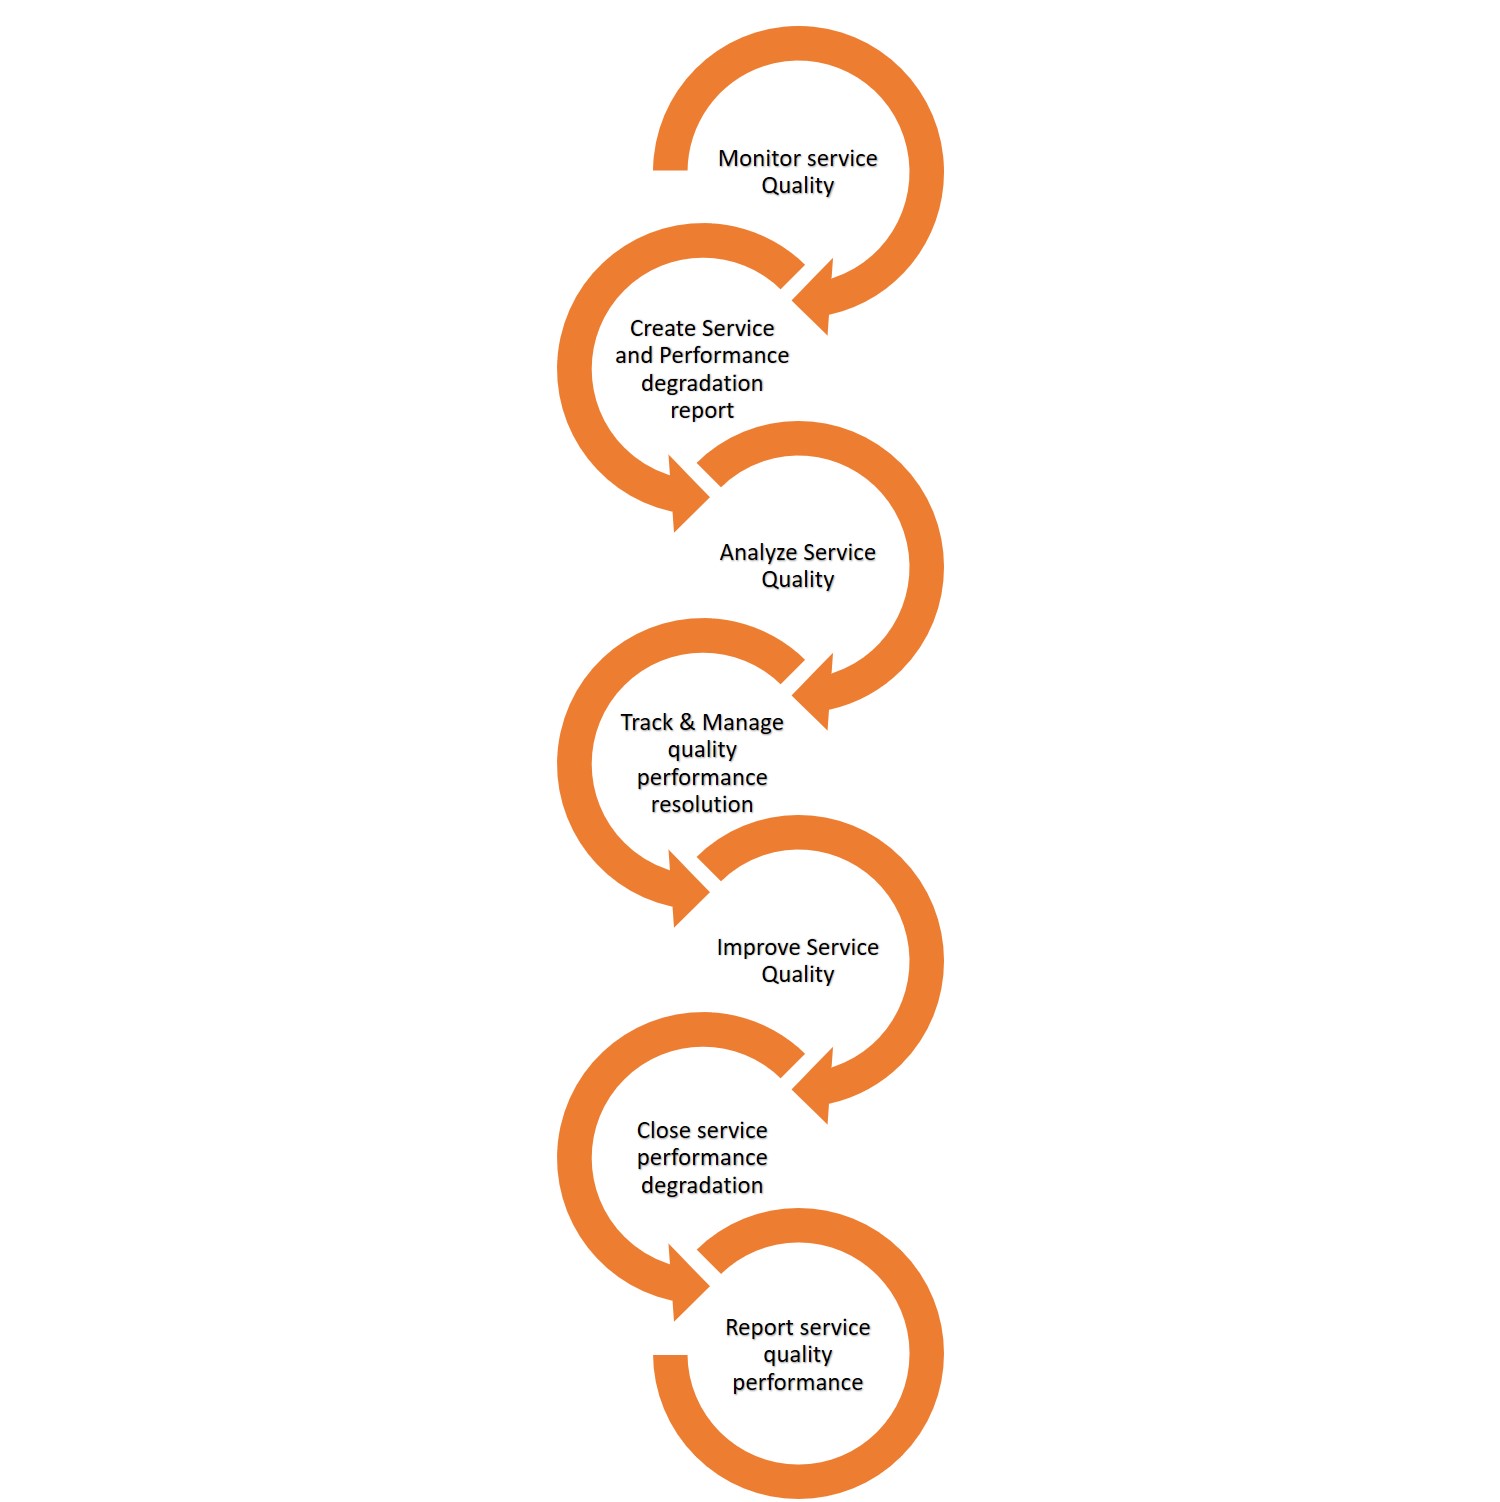 Monitor service
Quality
Create Service
and Performance
degradation
report
Analyze Service
Quality
Track & Manage
quality
performance
resolution
Improve Service
Quality
Close service
performance
degradation
Report service
quality
performance